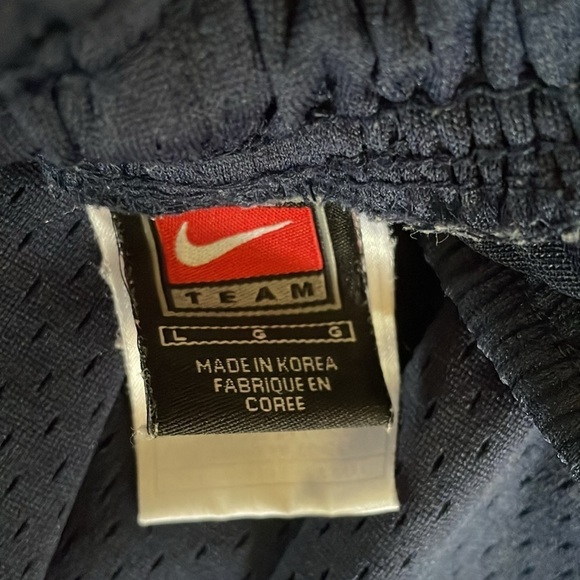 TEAM
L G G
MADE IN KOREA
FABRIQUE EN
COREE